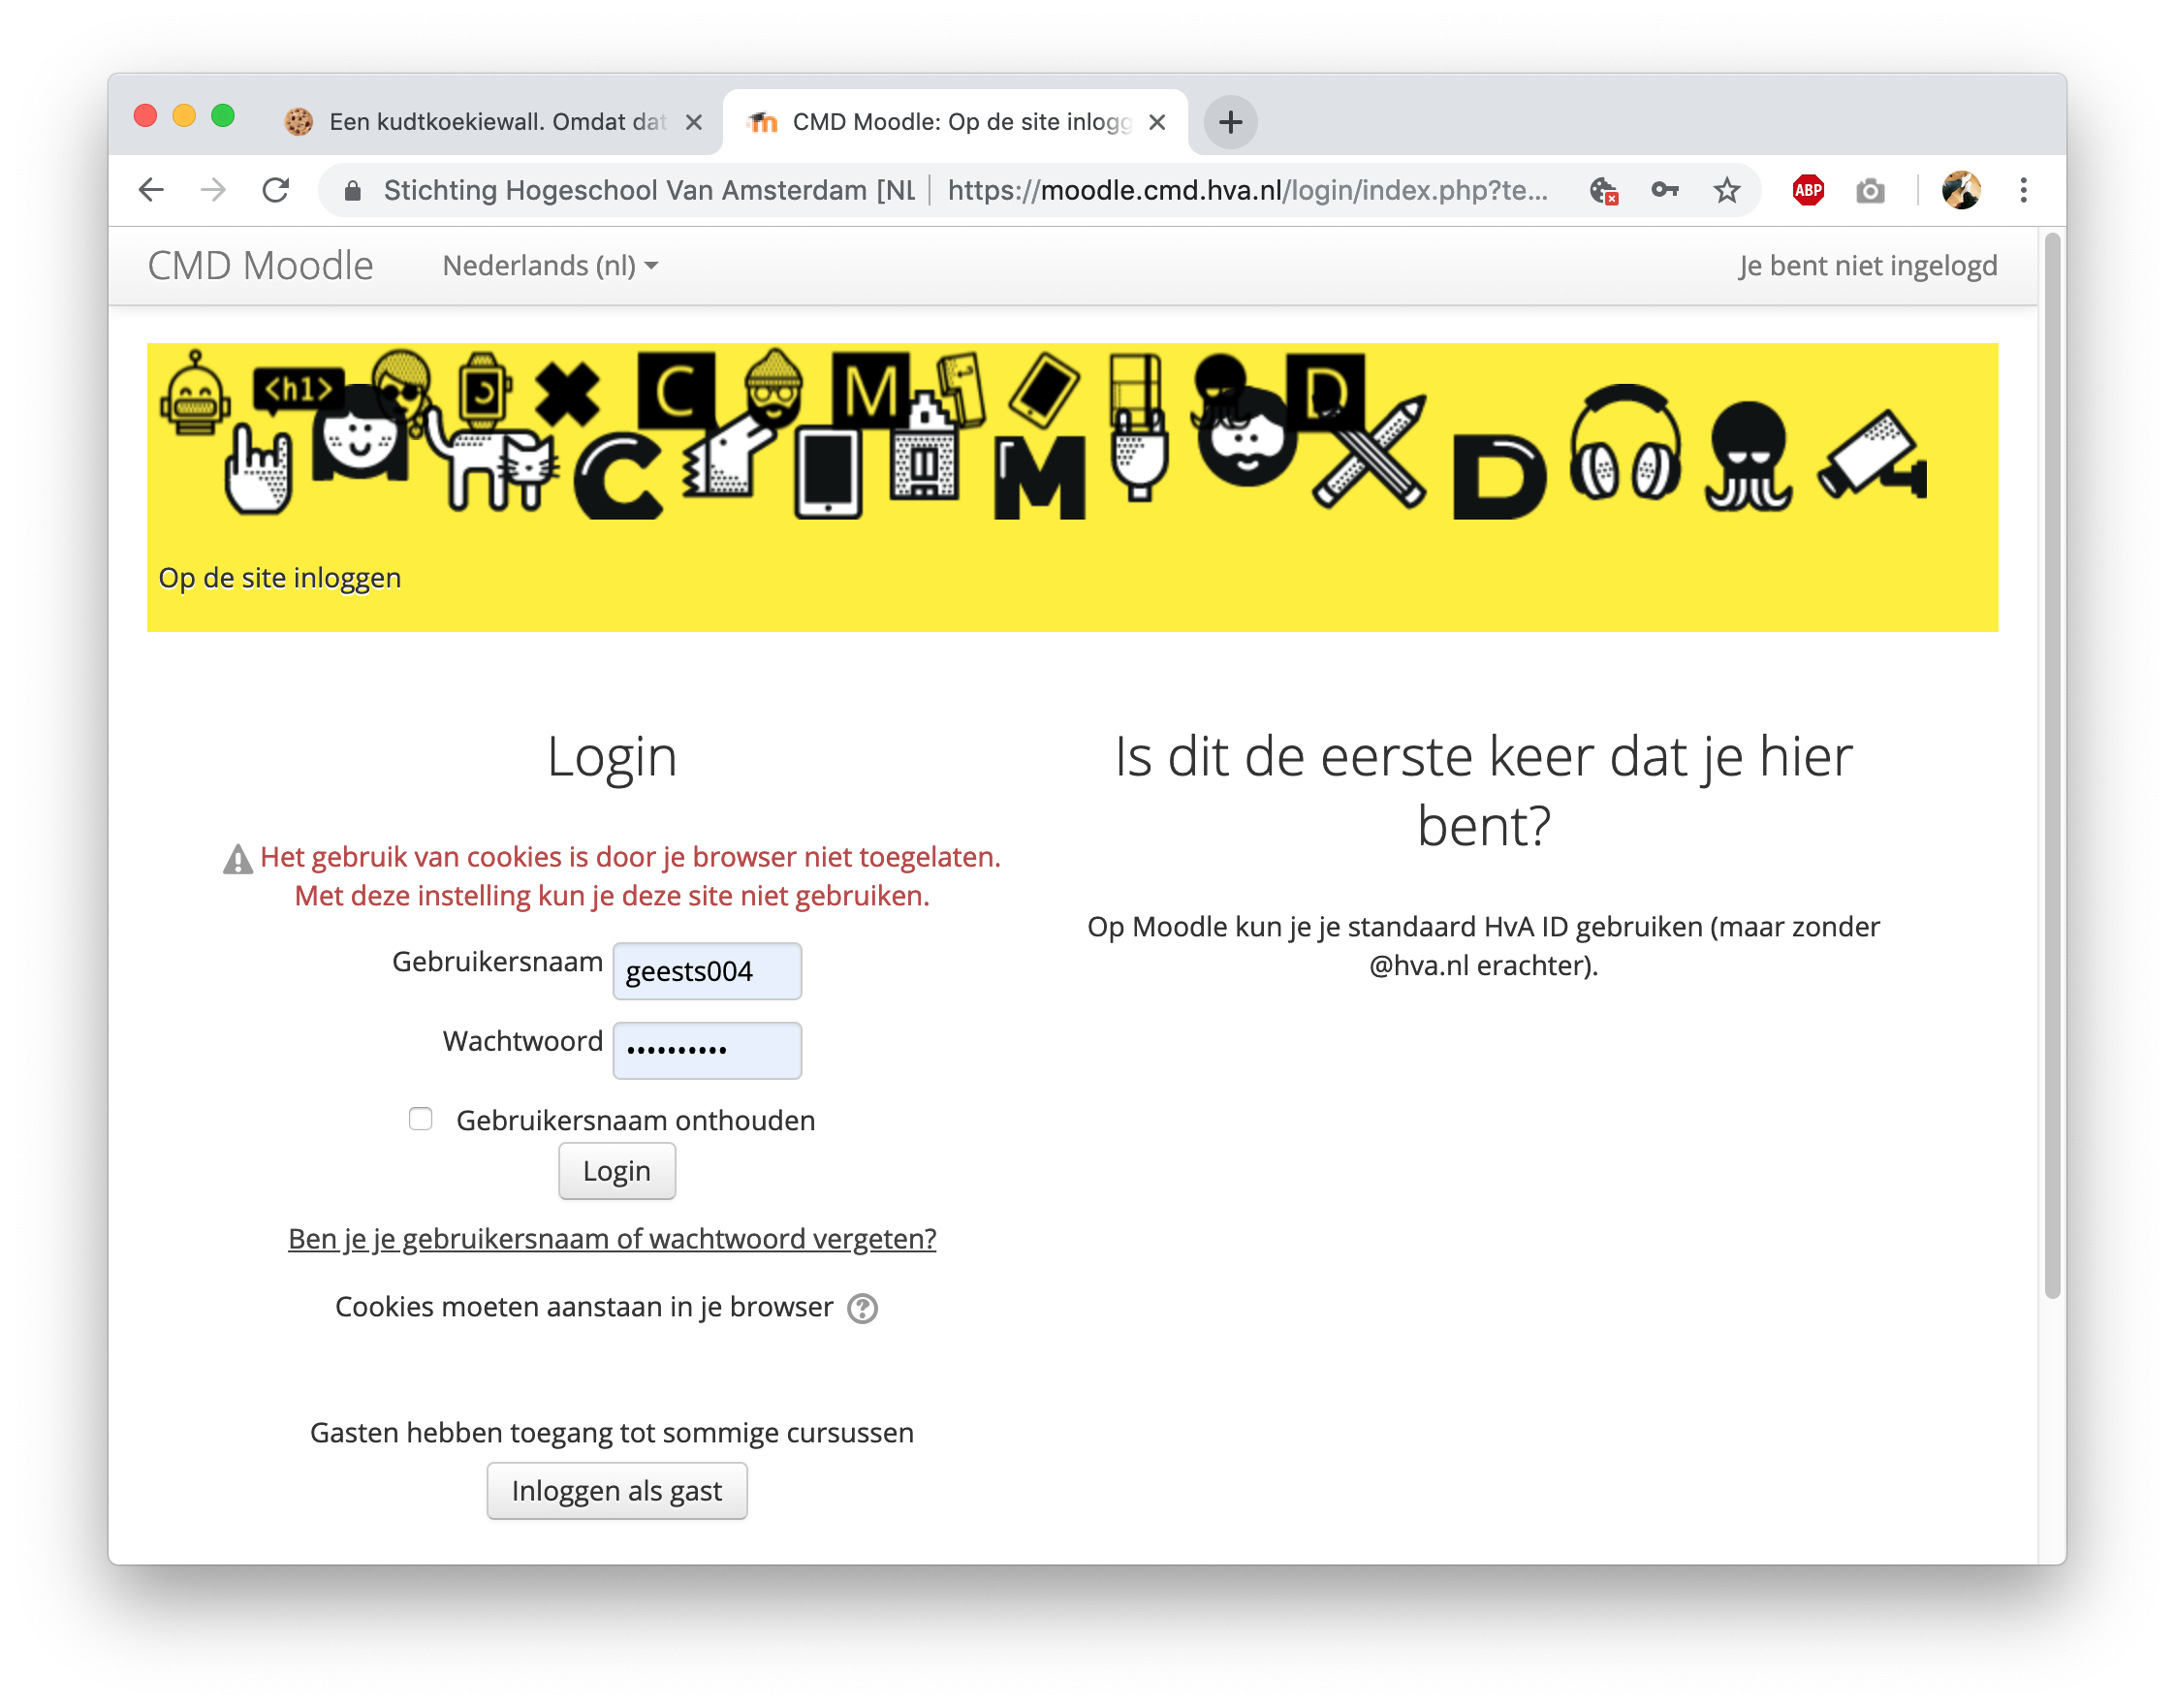 Een kudtkoekiewall. Omdat dat
CMD Moodle: Op de site inlogg
Stichting Hogeschool Van Amsterdam [NL
https://moodle.cmd.hva.nl/login/index.php?te...
ABP
CMD Moodle
Nederlands (nl)
Je bent niet ingelogd
<h1>
C M D
C M D
Op de site inloggen
Login
Het gebruik van cookies is door je browser niet toegelaten.
Met deze instelling kun je deze site niet gebruiken.
Gebruikersnaam geests004
Wachtwoord ••••••••••
Gebruikersnaam onthouden
Login
Ben je je gebruikersnaam of wachtwoord vergeten?
Cookies moeten aanstaan in je browser
Gasten hebben toegang tot sommige cursussen
Inloggen als gast
Is dit de eerste keer dat je hier
bent?
Op Moodle kun je je standaard HvA ID gebruiken (maar zonder
@hva.nl erachter).